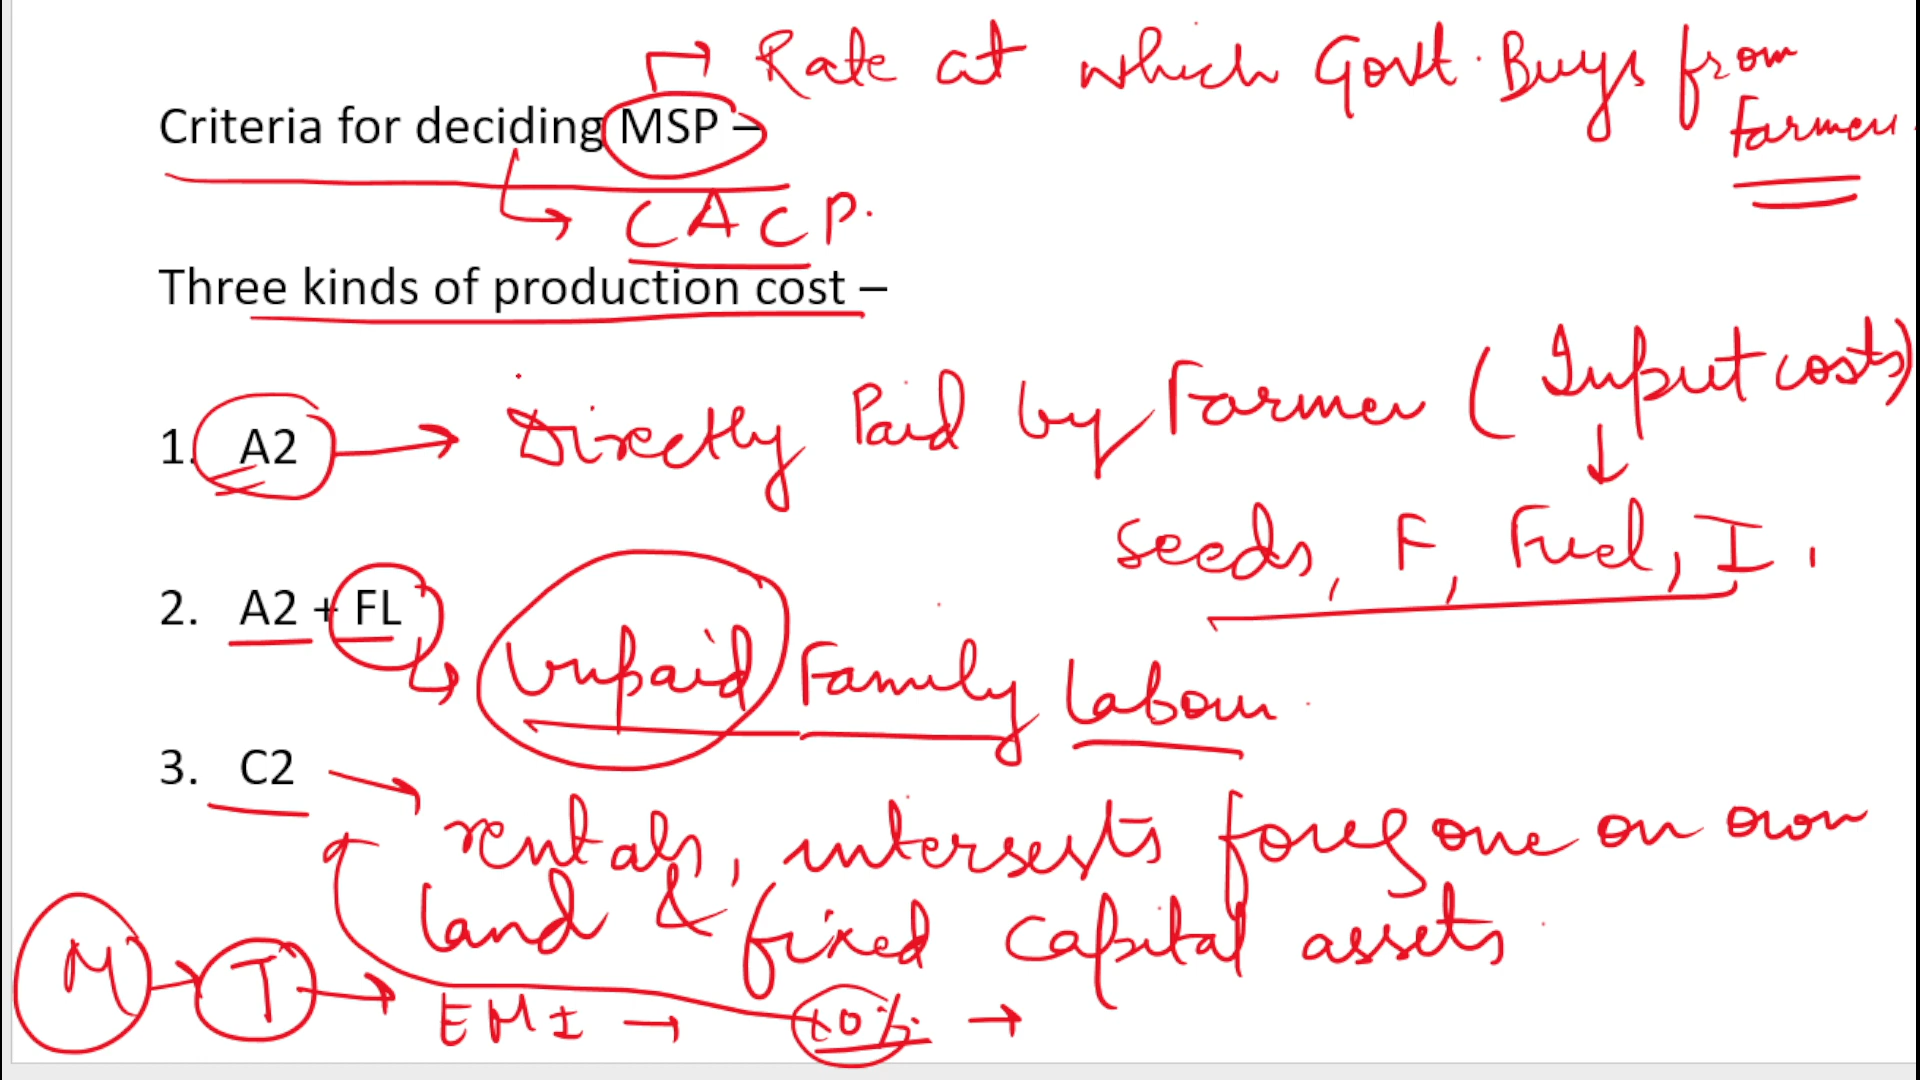 Rate at which Govt. Buys from
Farmers
Criteria for deciding MSP –
CACP.
Three kinds of production cost –
1. A2 → Directly Paid by Farmer (Input costs)
seeds, F, Fuel, I,
2. A2 + FL
Unpaid Family Labour
3. C2 → rentals, intersests foregone on own
land & fixed capital assets
M → T → EMI → 10% →